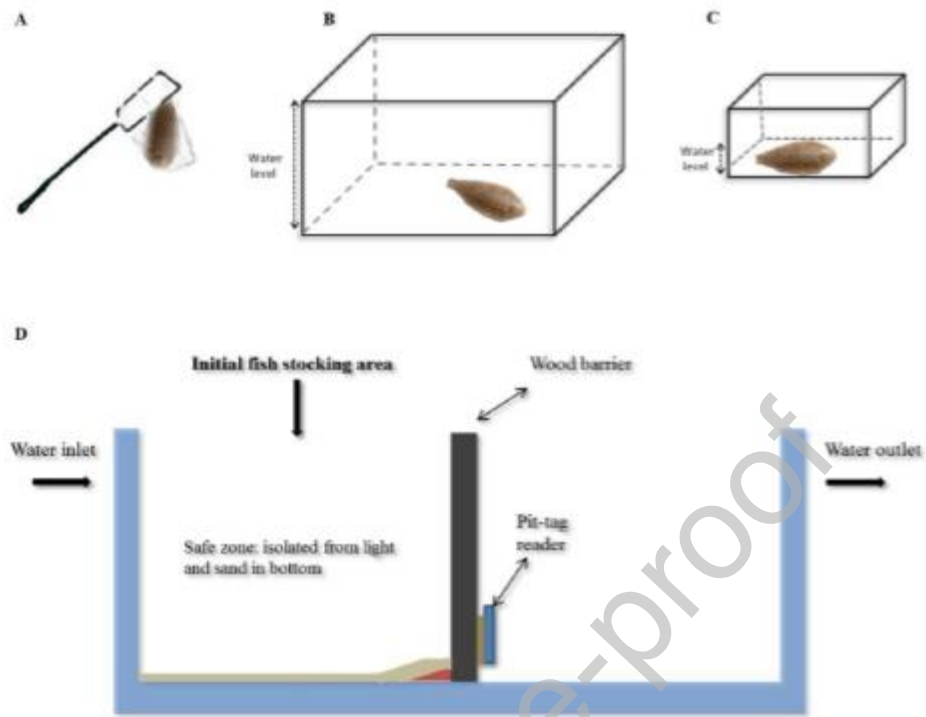 A
B
C
Water
level
Water
level
D
Initial fish stocking area
Wood barrier
Water inlet
Water outlet
Pit-tag
reader
Safe zone: isolated from light
and sand in bottom
e-proof